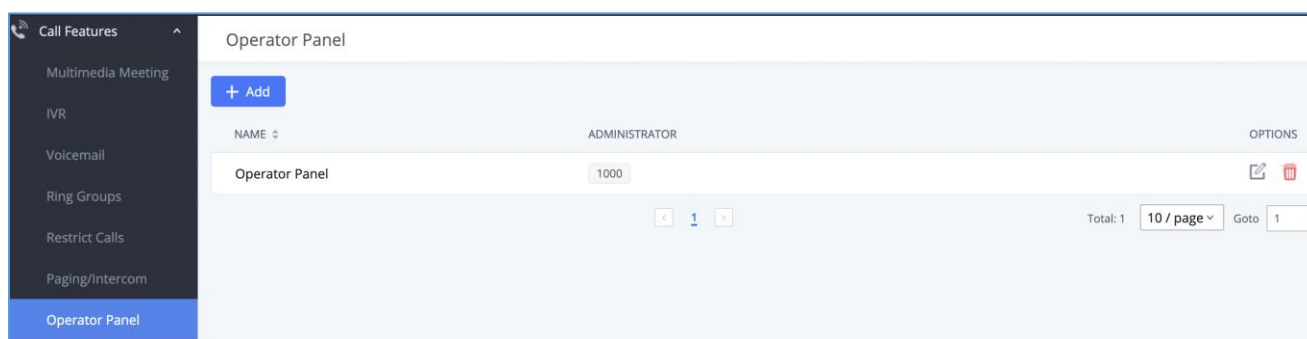 Call Features
Multimedia Meeting
IVR
Voicemail
Ring Groups
Restrict Calls
Paging/Intercom
Operator Panel
Operator Panel
+ Add
NAME ADMINISTRATOR OPTIONS
Operator Panel 1000
< 1 > Total: 1 10 / page Goto 1